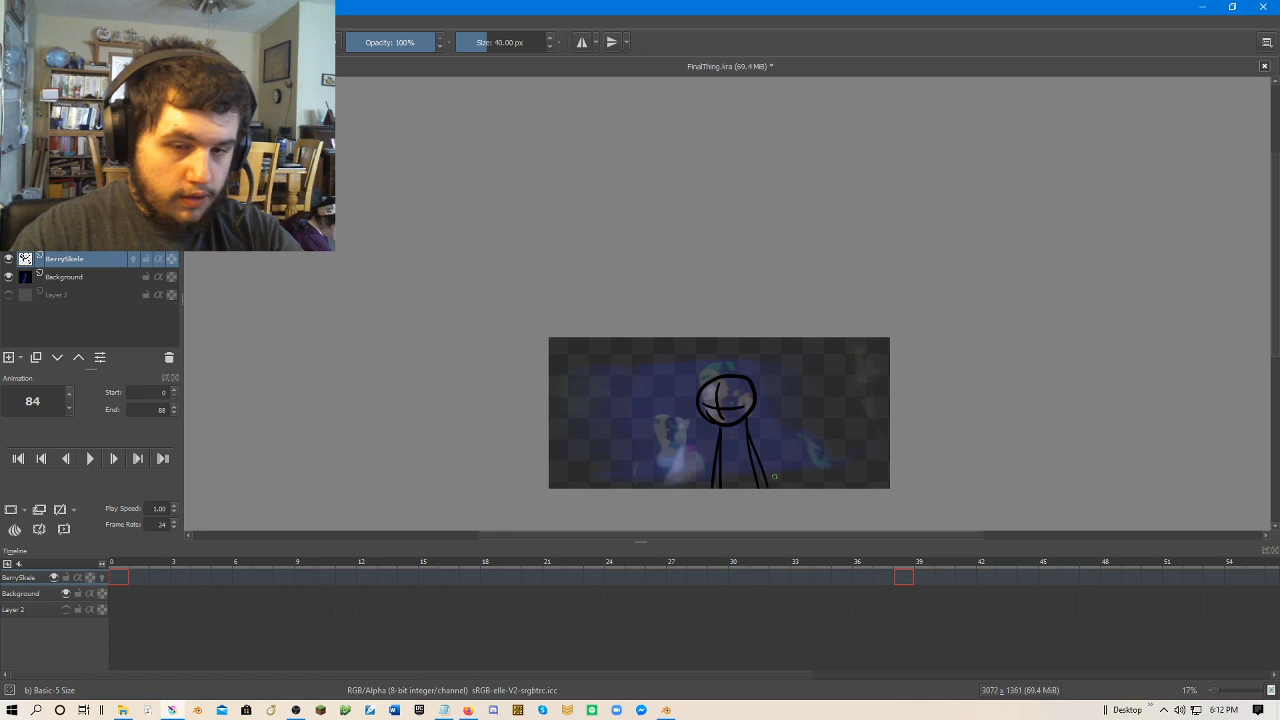 Opacity: 100%
Size: 40.00 px
FinalThing.kra (69.4 MiB) *
BerrySkele
Background
Layer 2
Animation
84
Start: 0
End: 88
Play Speed: 1.00
Frame Rate: 24
Timeline
0 3 6 9 12 15 18 21 24 27 30 33 36 39 42 45 48 51 54
BerrySkele
Background
Layer 2
b) Basic-5 Size
RGB/Alpha (8-bit integer/channel) sRGB-elle-V2-srgbtrc.icc
3072 x 1361 (69.4 MiB)
17%
Desktop
6:12 PM